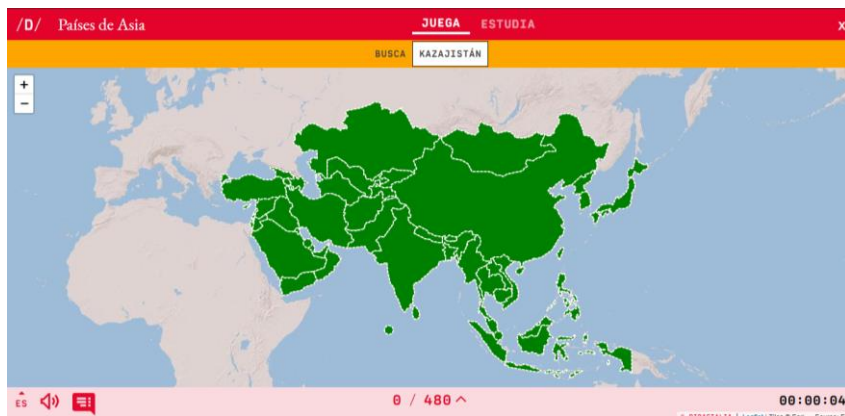 /D/ Países de Asia JUEGA ESTUDIA X
BUSCA KAZAJISTÁN
+
−
ES 0 / 480 00:00:04